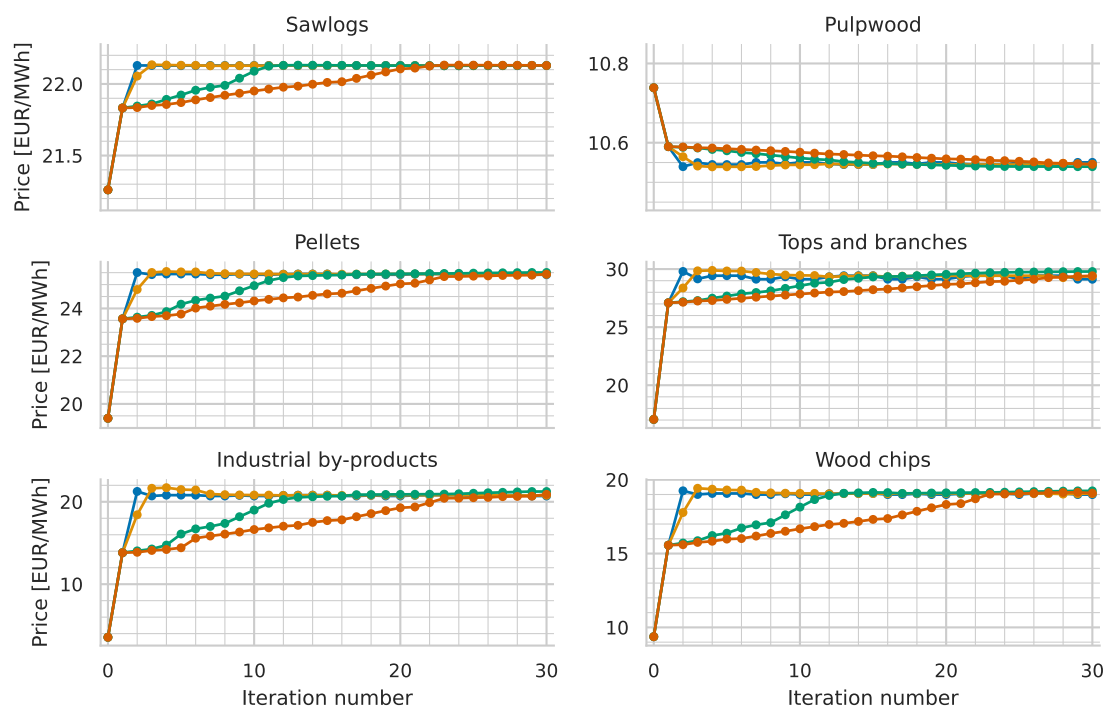 Sawlogs
Pulpwood
Price [EUR/MWh]
22.0
21.5
10.8
10.6
Pellets
Tops and branches
Price [EUR/MWh]
24
22
20
30
25
20
Industrial by-products
Wood chips
Price [EUR/MWh]
20
10
20
15
10
0 10 20 30
0 10 20 30
Iteration number
Iteration number